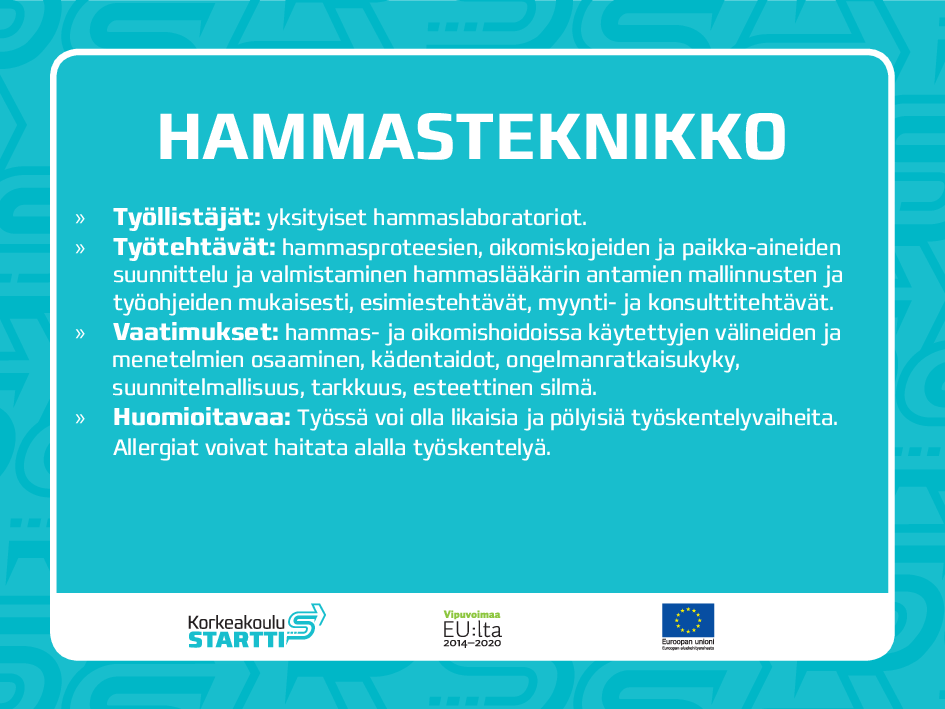 HAMMASTEKNIKKO
» Työllistäjät: yksityiset hammaslaboratoriot.
» Työtehtävät: hammasproteesien, oikomiskojeiden ja paikka-aineiden
suunnittelu ja valmistaminen hammaslääkärin antamien mallinnusten ja
työohjeiden mukaisesti, esimiestehtävät, myynti- ja konsulttitehtävät.
» Vaatimukset: hammas- ja oikomishoidoissa käytettyjen välineiden ja
menetelmien osaaminen, kädentaidot, ongelmanratkaisukyky,
suunnitelmallisuus, tarkkuus, esteettinen silmä.
» Huomioitavaa: Työssä voi olla likaisia ja pölyisiä työskentelyvaiheita.
Allergiat voivat haitata alalla työskentelyä.
Korkeakoulu
STARTTI
Vipuvoimaa
EU:lta
2014–2020
Euroopan unioni
Euroopan aluekehitysrahasto